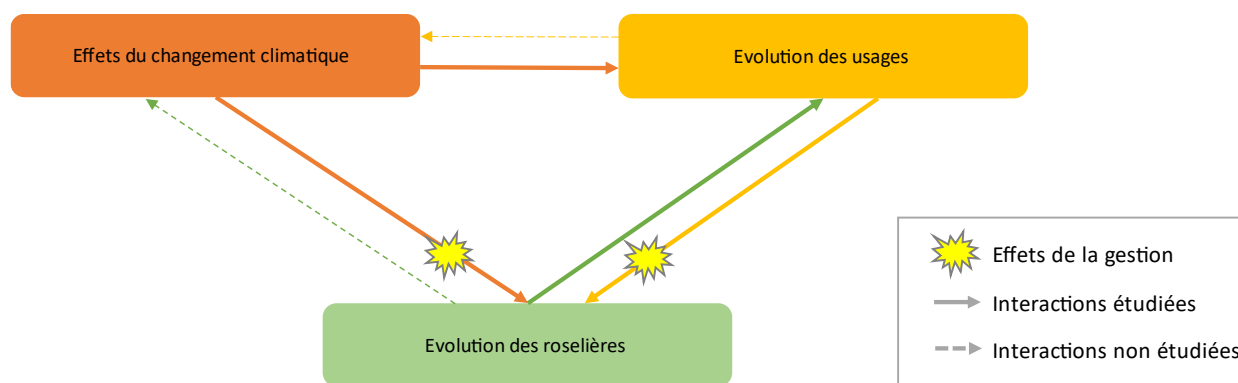 Effets du changement climatique
Evolution des usages
Evolution des roselières
Effets de la gestion
Interactions étudiées
Interactions non étudiées